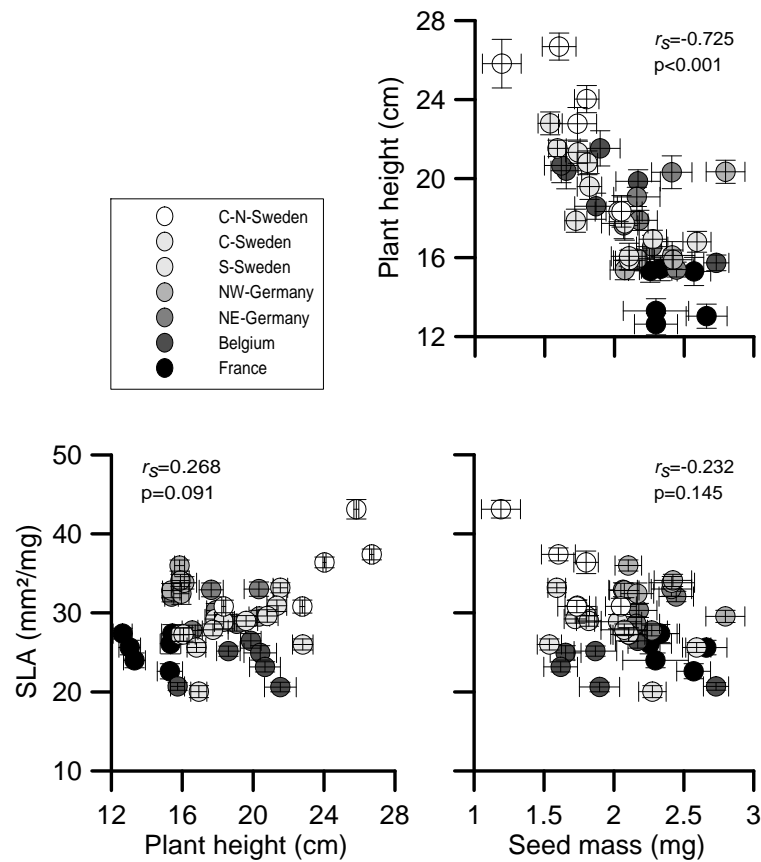 28
24
20
16
12
Plant height (cm)
rS=-0.725
p<0.001
C-N-Sweden
C-Sweden
S-Sweden
NW-Germany
NE-Germany
Belgium
France
50
40
30
20
10
SLA (mm²/mg)
rS=0.268
p=0.091
rS=-0.232
p=0.145
12 16 20 24 28
Plant height (cm)
1 1.5 2 2.5 3
Seed mass (mg)